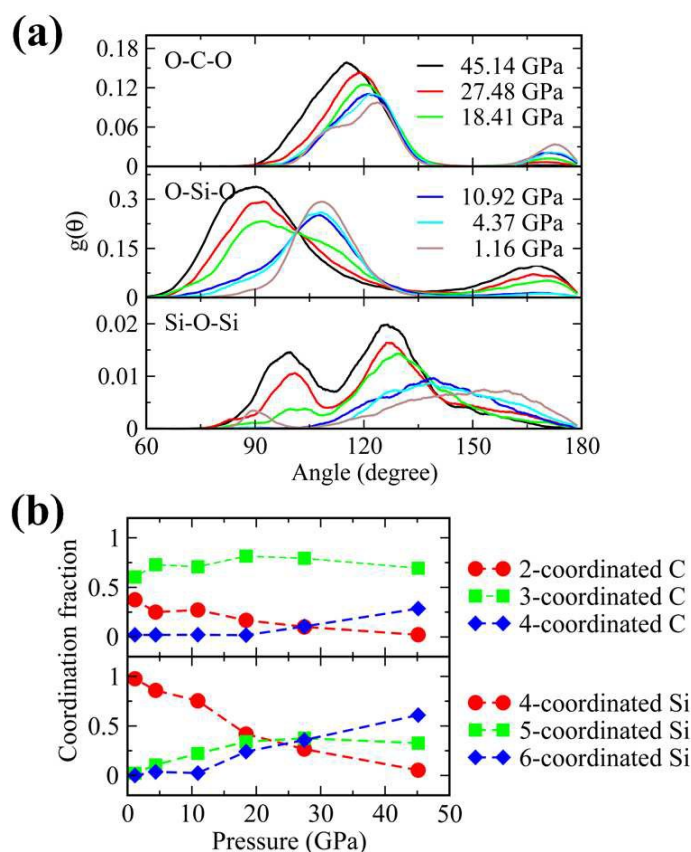 (a)
0.18
0.12
0.06
0
O-C-O
45.14 GPa
27.48 GPa
18.41 GPa
g(θ)
0.3
0.15
0
O-Si-O
10.92 GPa
4.37 GPa
1.16 GPa
0.02
0.01
0
Si-O-Si
60 90 120 150 180
Angle (degree)
(b)
Coordination fraction
1
0.5
0
2-coordinated C
3-coordinated C
4-coordinated C
1
0.5
0
4-coordinated Si
5-coordinated Si
6-coordinated Si
0 10 20 30 40 50
Pressure (GPa)